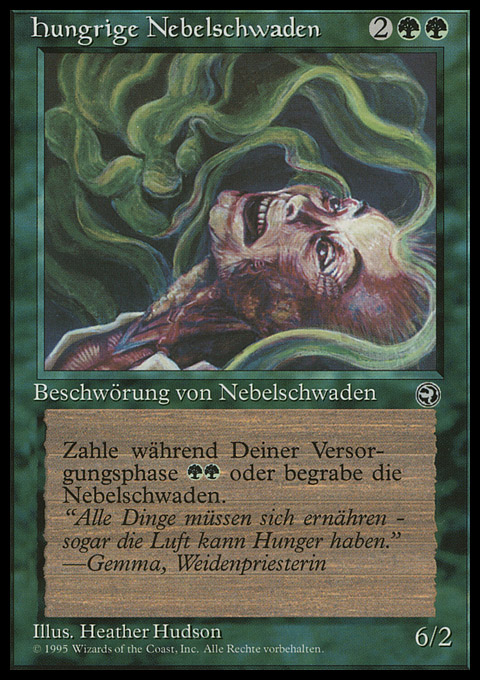 Hungrige Nebelschwaden
2
Beschwörung von Nebelschwaden
Zahle während Deiner Versor-
gungsphase oder begrabe die
Nebelschwaden.
“Alle Dinge müssen sich ernähren -
sogar die Luft kann Hunger haben.”
—Gemma, Weidenpriesterin
Illus. Heather Hudson
6/2
© 1995 Wizards of the Coast, Inc. Alle Rechte vorbehalten.